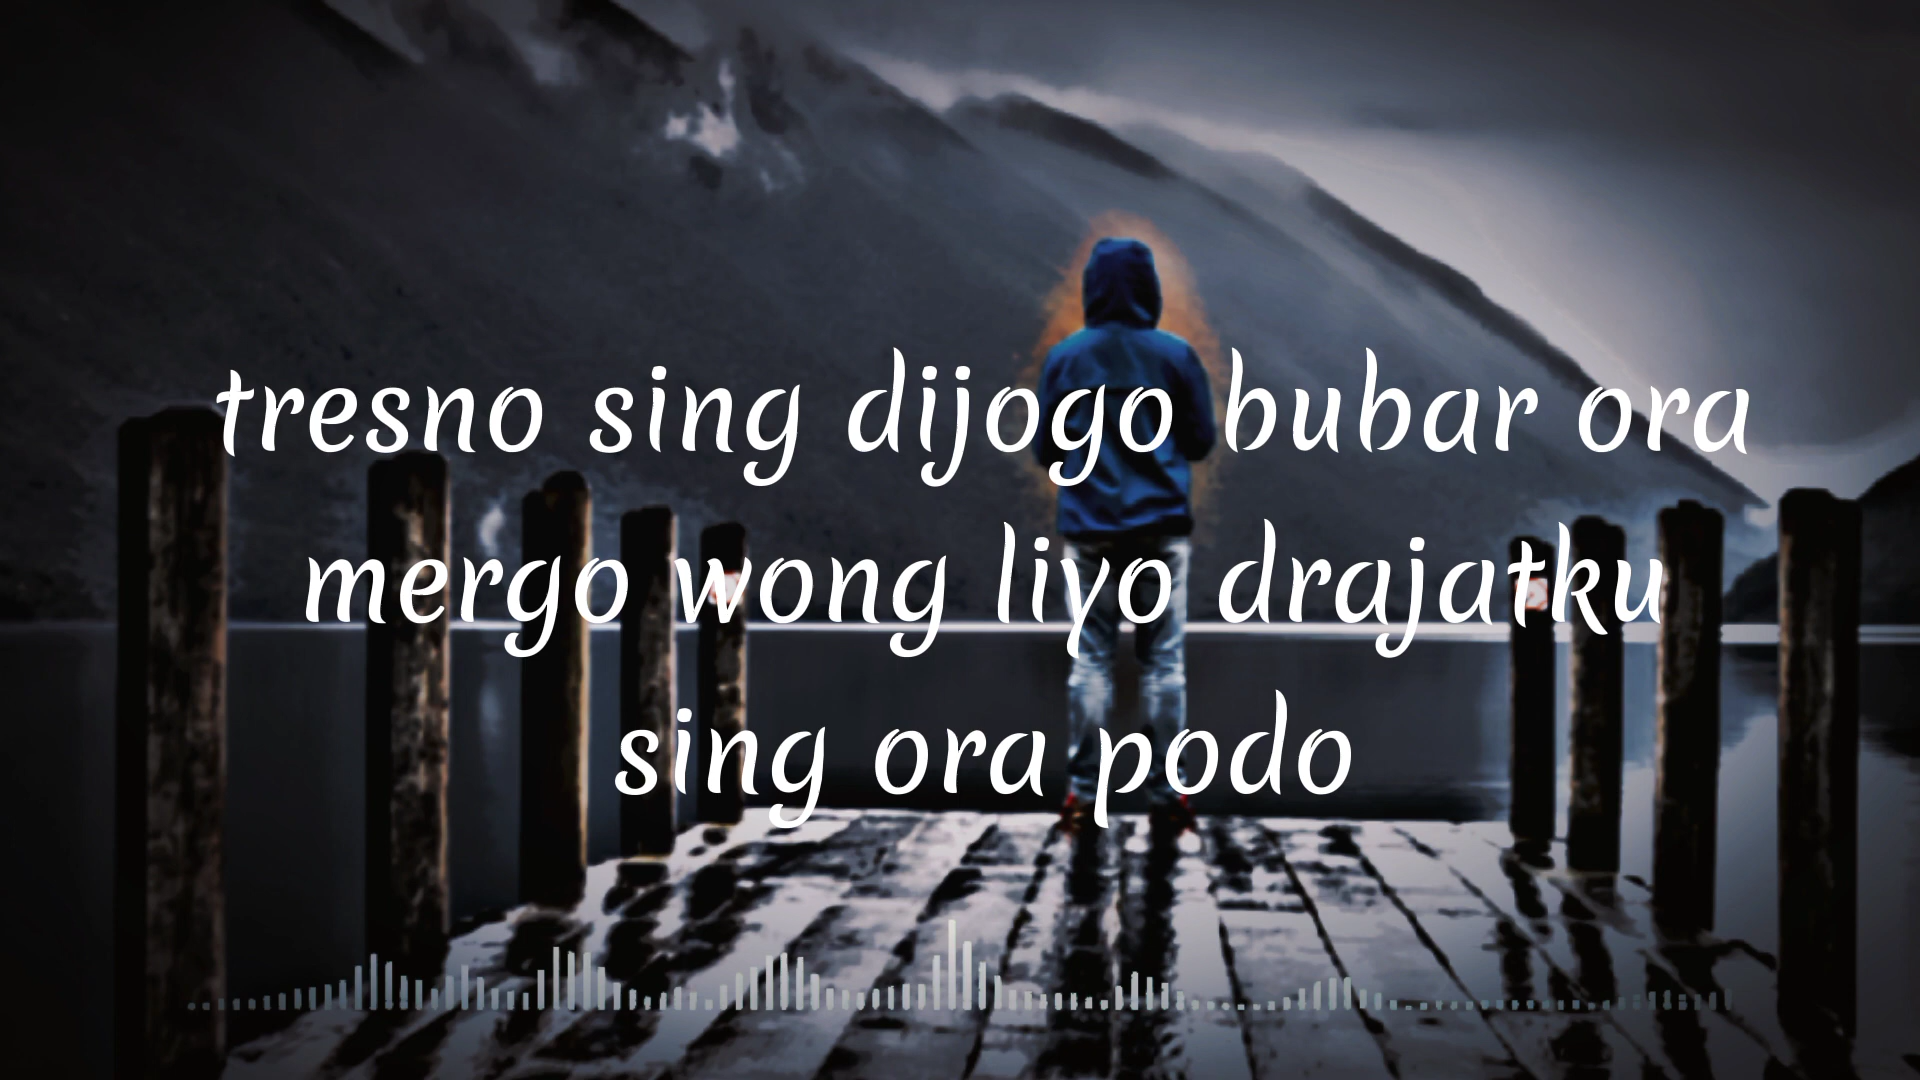 tresno sing dijogo bubar ora
mergo wong liyo drajatku
sing ora podo